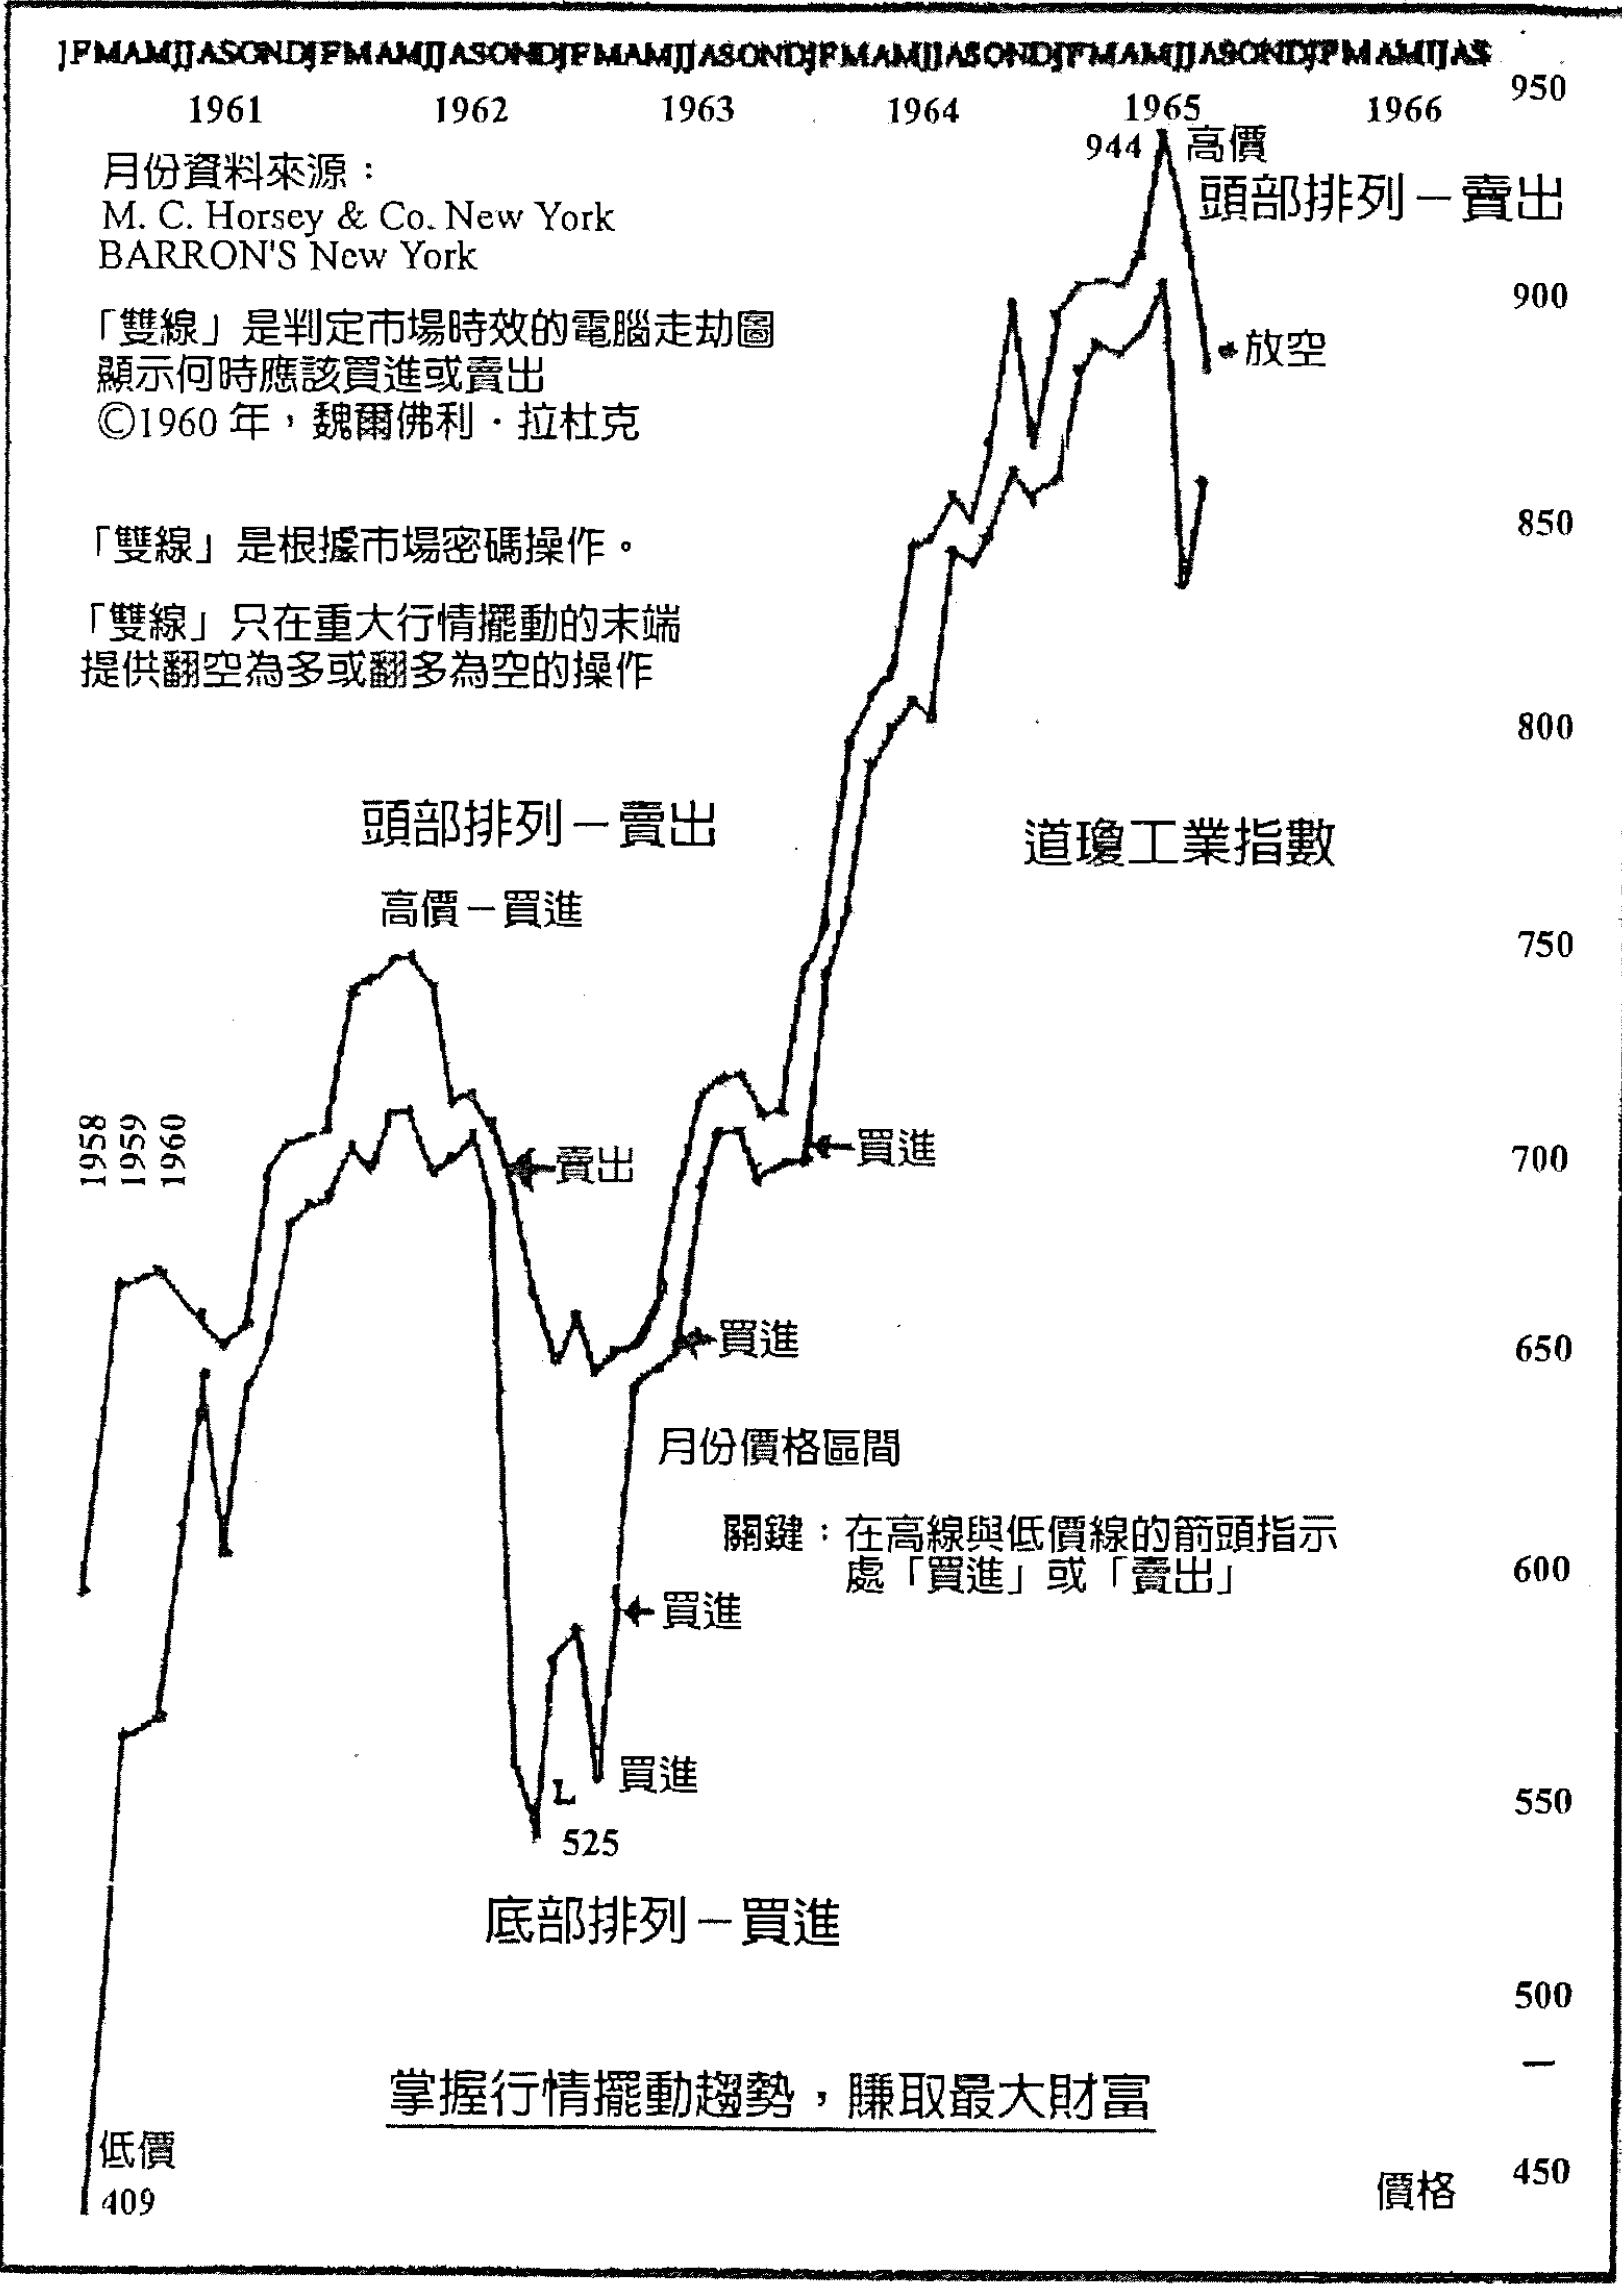 JFMAMJJASONDJFMAMJJASONDJFMAMJJASONDJFMAMJJASONDJFMAMJJASONDJFMAMJJAS
1961 1962 1963 1964 1965 1966
950
944 高價
頭部排列－賣出
月份資料來源：
M. C. Horsey & Co. New York
BARRON'S New York
「雙線」是判定市場時效的電腦走劫圖
顯示何時應該買進或賣出
©1960 年，魏爾佛利．拉杜克
900
放空
「雙線」是根據市場密碼操作。
850
「雙線」只在重大行情擺動的末端
提供翻空為多或翻多為空的操作
800
頭部排列－賣出
道瓊工業指數
高價－買進
750
1958
1959
1960
賣出
買進
700
買進
650
月份價格區間
關鍵：在高線與低價線的箭頭指示
處「買進」或「賣出」
600
買進
買進
L
525
550
底部排列－買進
500
掌握行情擺動趨勢，賺取最大財富
低價
409
價格
450